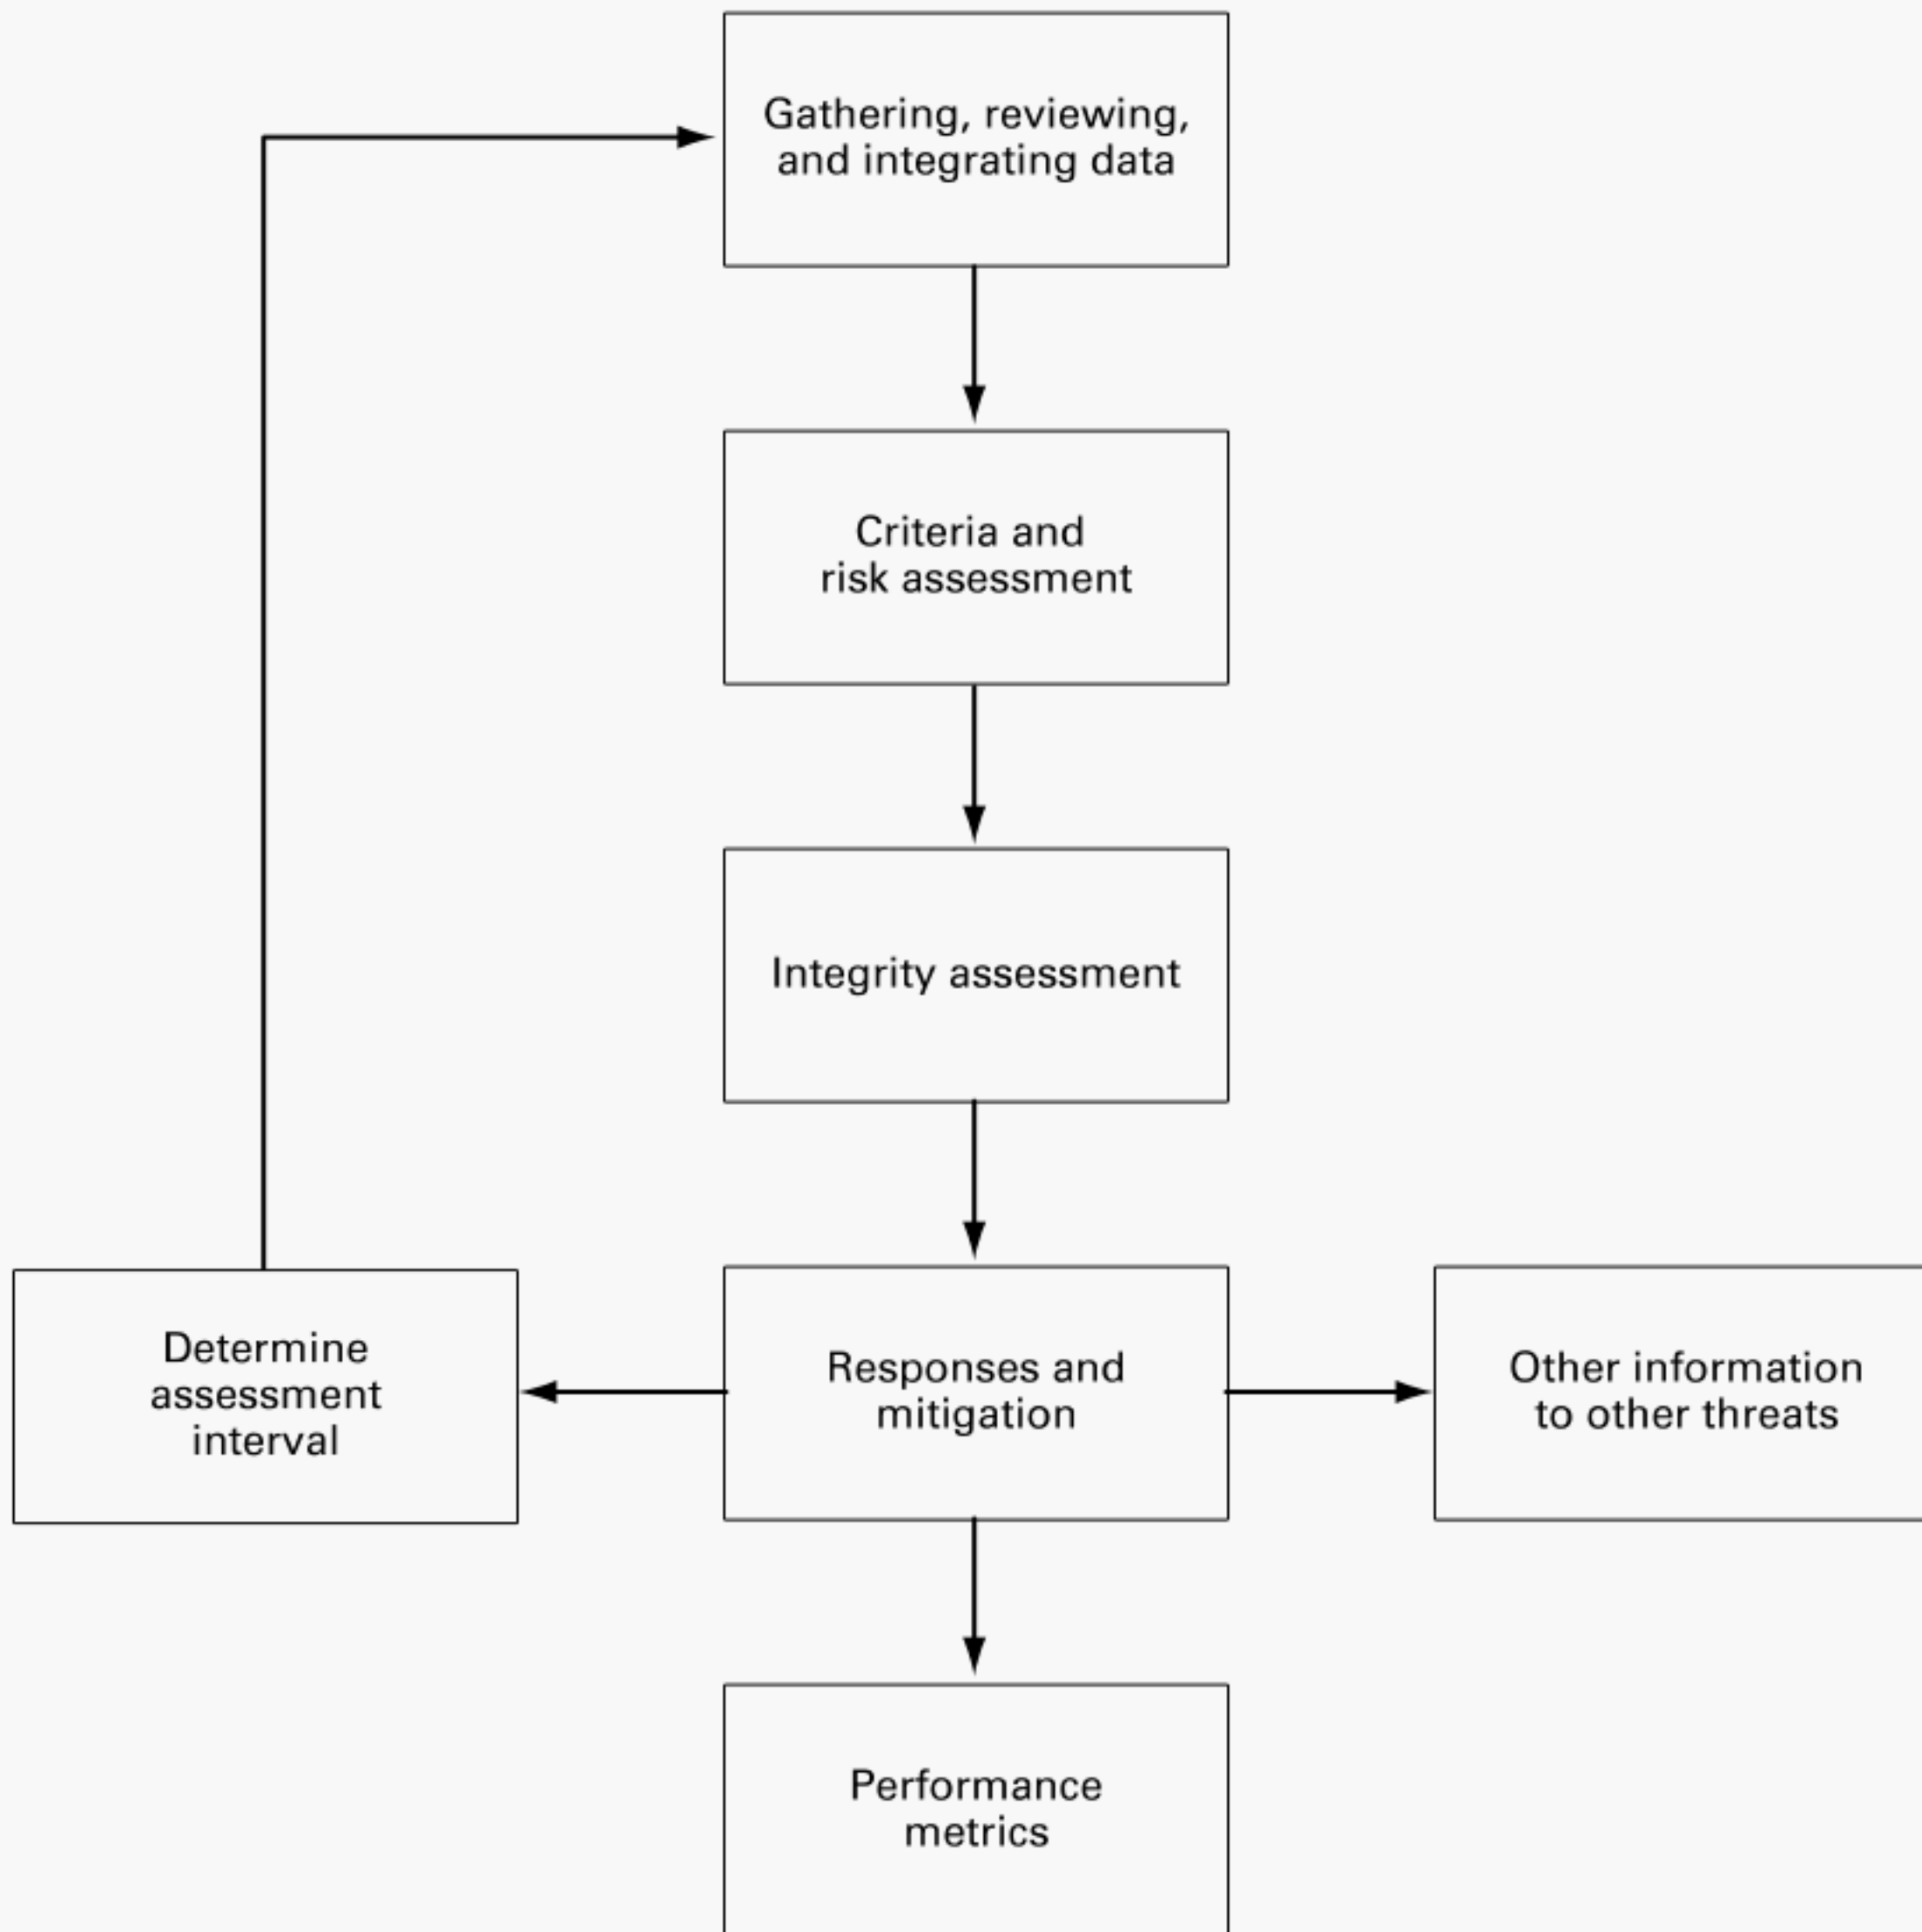 Gathering, reviewing,
and integrating data
Criteria and
risk assessment
Integrity assessment
Determine
assessment
interval
Responses and
mitigation
Other information
to other threats
Performance
metrics